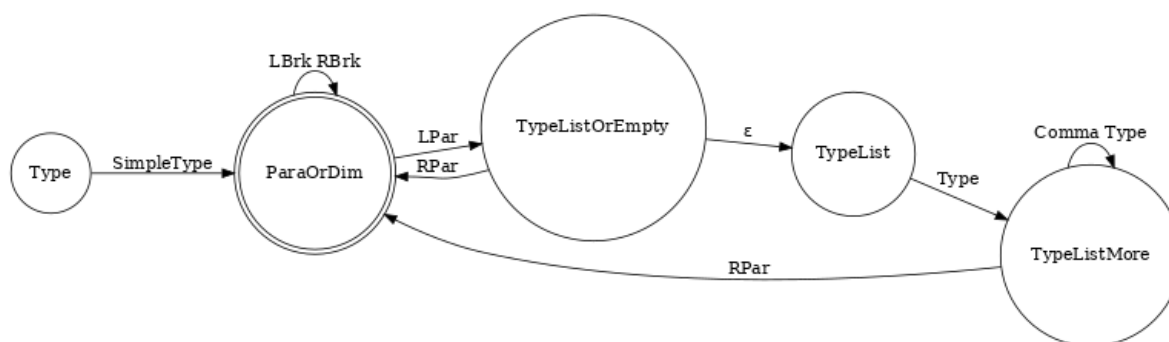 LBrk RBrk
Type
SimpleType
ParaOrDim
LPar
RPar
TypeListOrEmpty
ε
TypeList
Type
Comma Type
TypeListMore
RPar